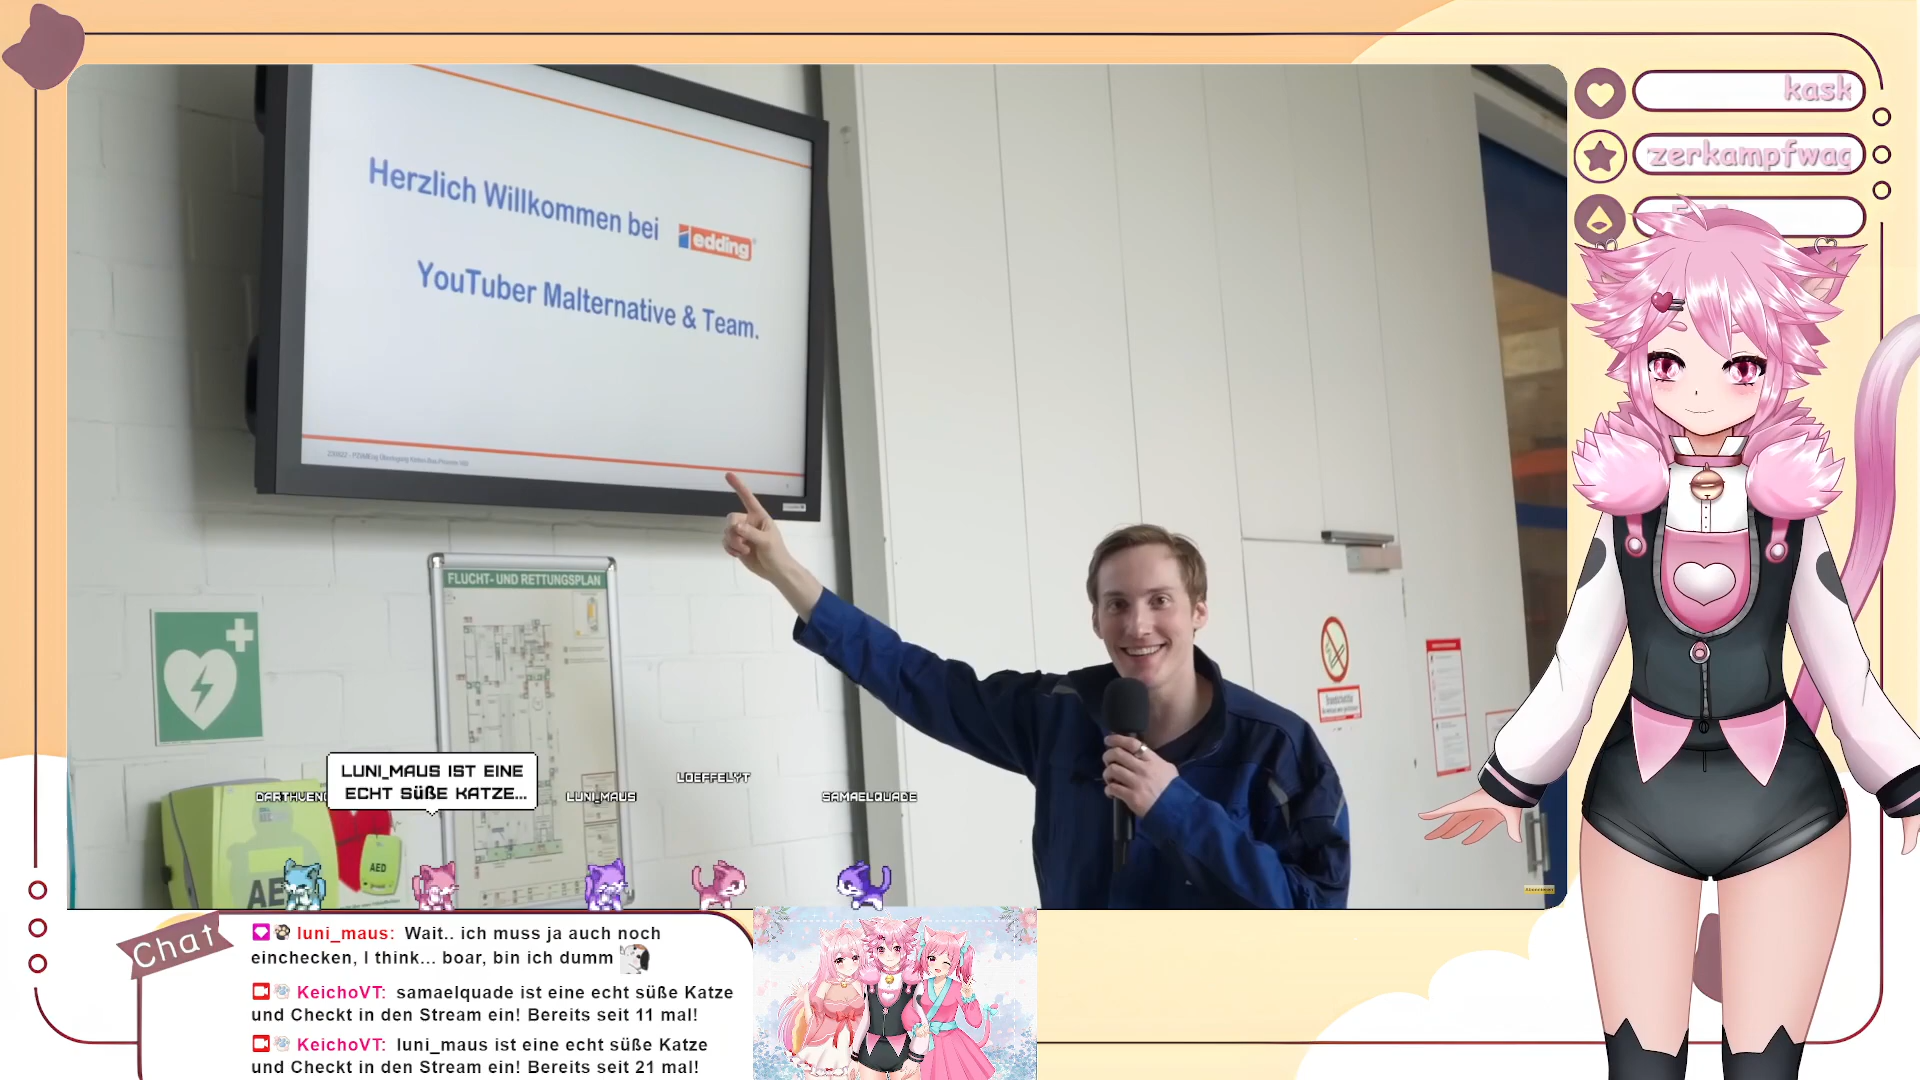 kask
zerkampfwag
Herzlich Willkommen bei edding
YouTuber Malternative & Team.
FLUCHT- UND RETTUNGSPLAN
LUNI_MAUS IST EINE
ECHT SÜßE KATZE...
LUNI_MAUS
LOEFFELYT
SAMAELQUADE
AED
AED
Chat
luni_maus: Wait.. ich muss ja auch noch
einchecken, I think... boar, bin ich dumm
KeichoVT: samaelquade ist eine echt süße Katze
und Checkt in den Stream ein! Bereits seit 11 mal!
KeichoVT: luni_maus ist eine echt süße Katze
und Checkt in den Stream ein! Bereits seit 21 mal!